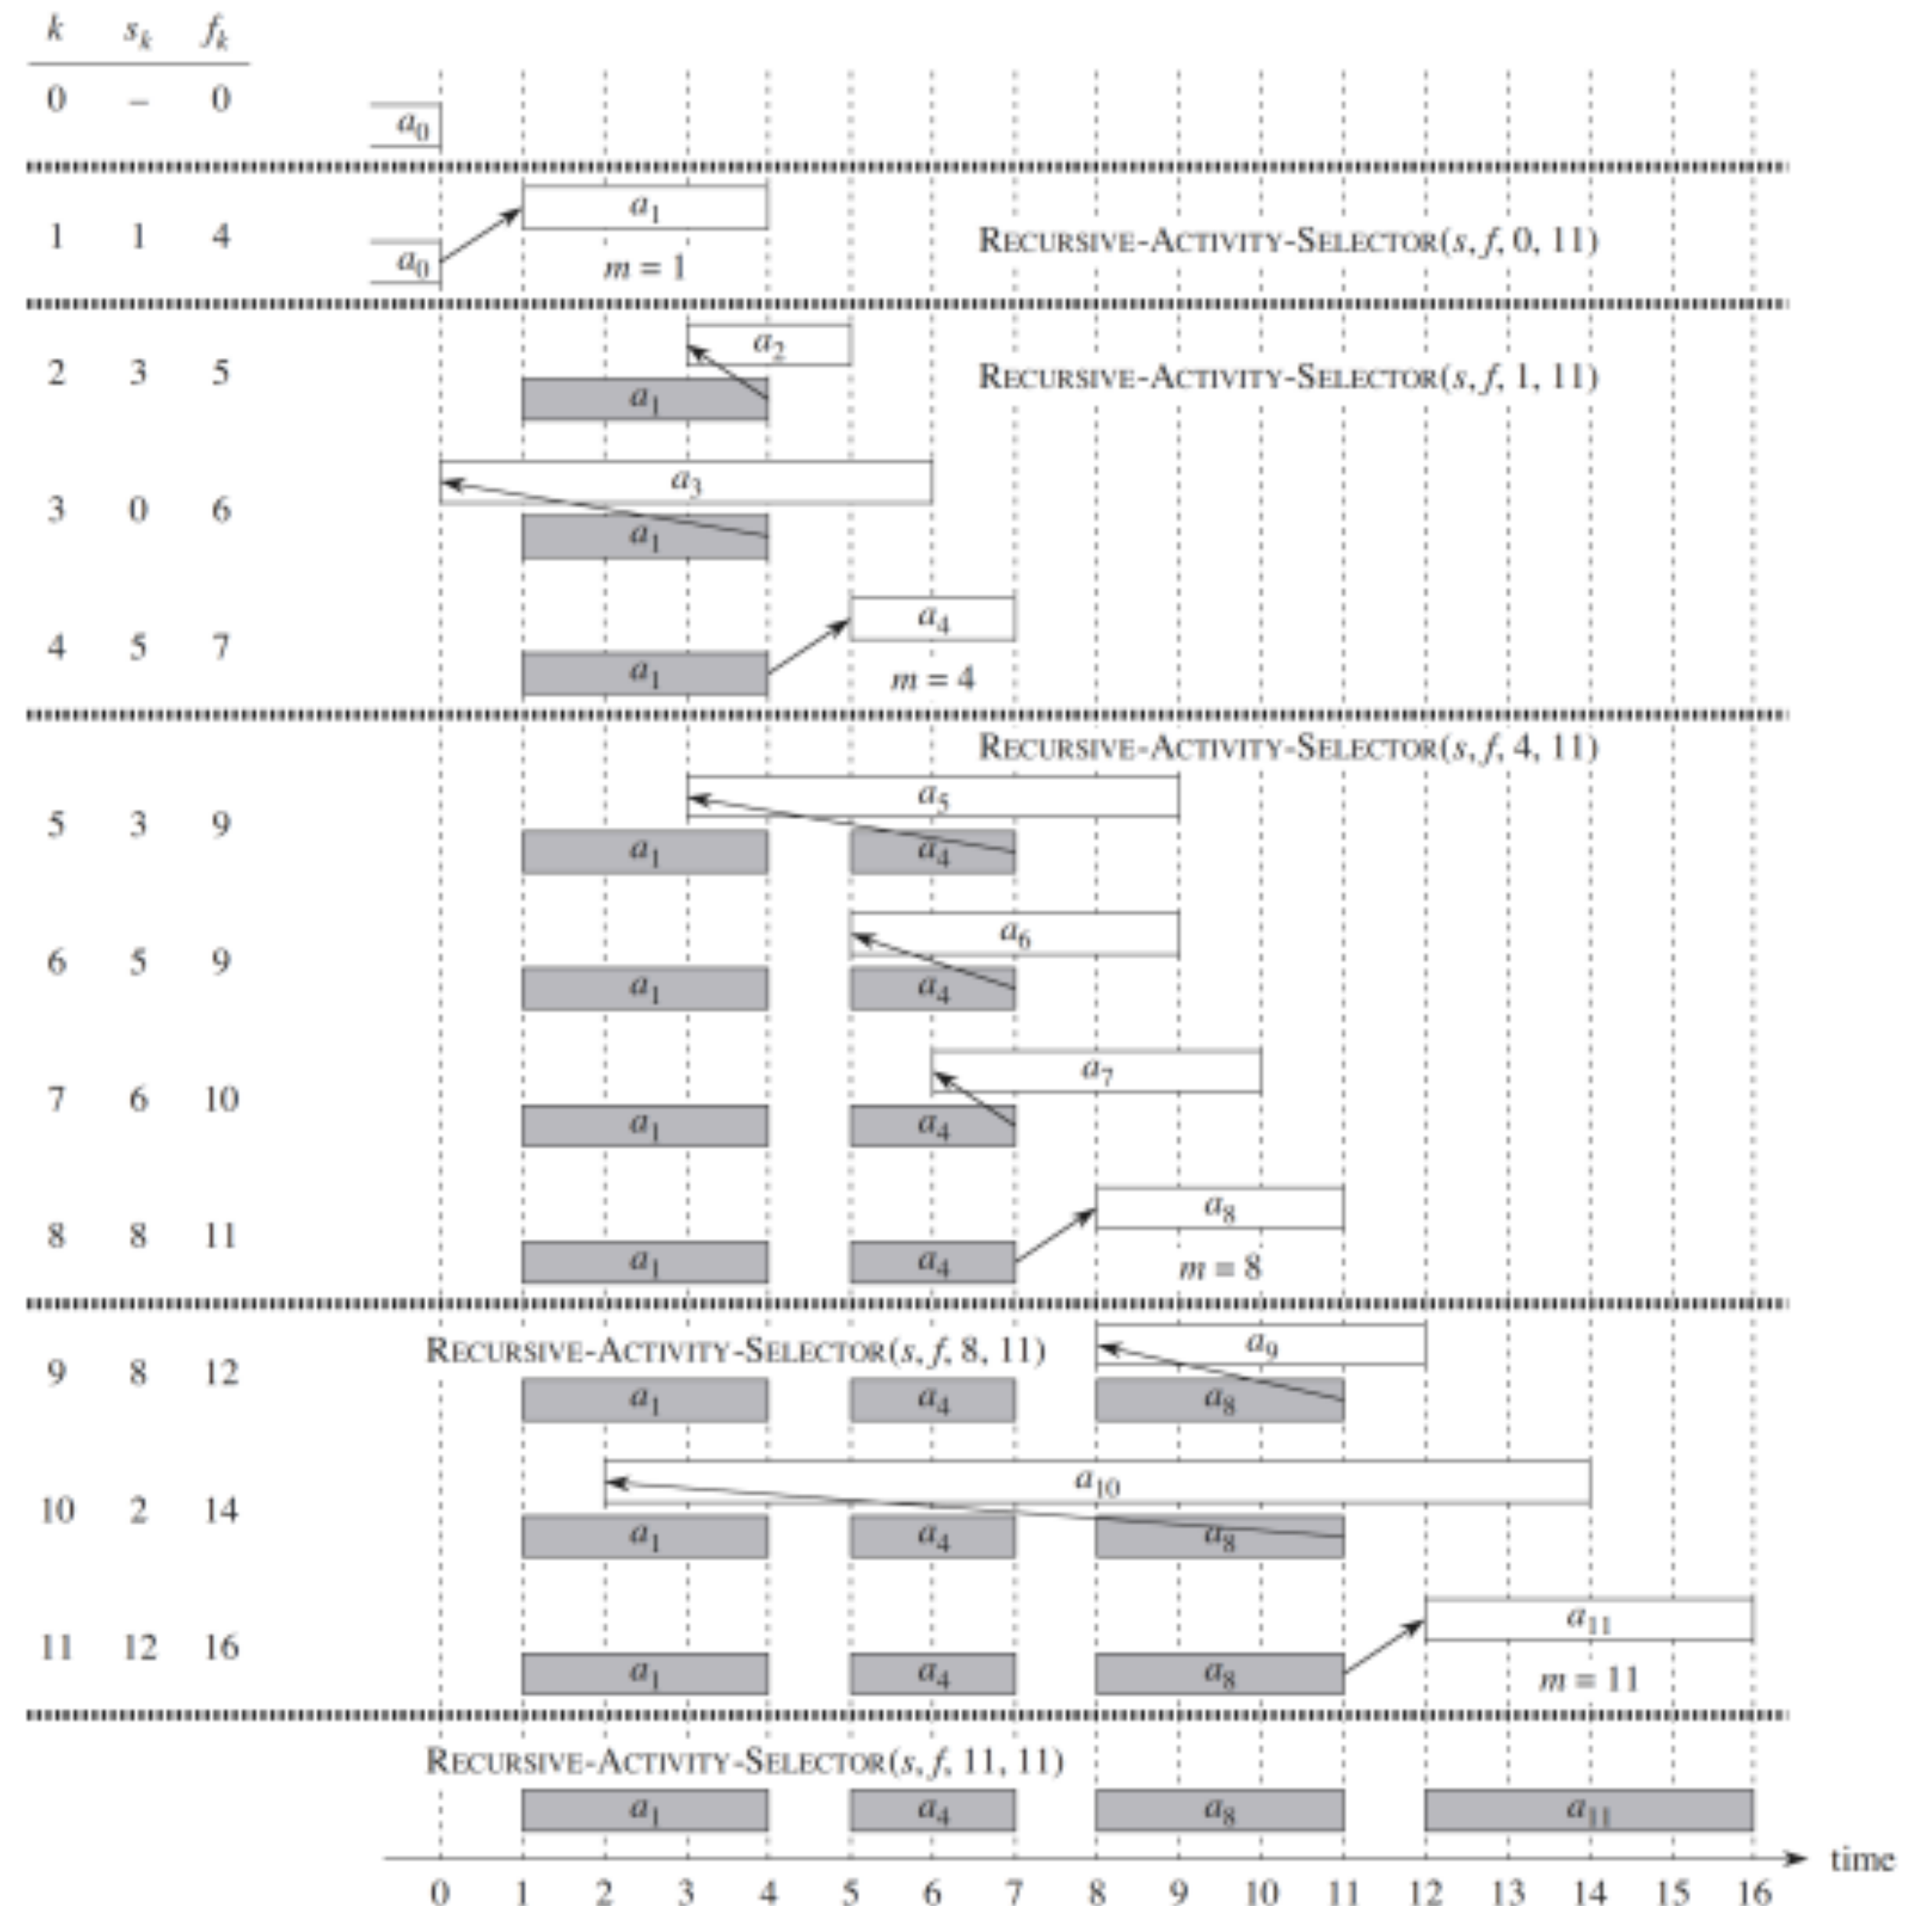 k s_k f_k
0 – 0
a_0
a_1
1 1 4
RECURSIVE-ACTIVITY-SELECTOR(s, f, 0, 11)
a_0
m = 1
a_2
2 3 5
RECURSIVE-ACTIVITY-SELECTOR(s, f, 1, 11)
a_1
a_3
3 0 6
a_1
a_4
4 5 7
a_1
m = 4
RECURSIVE-ACTIVITY-SELECTOR(s, f, 4, 11)
a_5
5 3 9
a_1 a_4
a_6
6 5 9
a_1 a_4
a_7
7 6 10
a_1 a_4
a_8
8 8 11
a_1 a_4
m = 8
RECURSIVE-ACTIVITY-SELECTOR(s, f, 8, 11)
a_9
9 8 12
a_1 a_4 a_8
a_10
10 2 14
a_1 a_4 a_8
a_11
11 12 16
a_1 a_4 a_8
m = 11
RECURSIVE-ACTIVITY-SELECTOR(s, f, 11, 11)
a_1 a_4 a_8 a_11
time
0 1 2 3 4 5 6 7 8 9 10 11 12 13 14 15 16